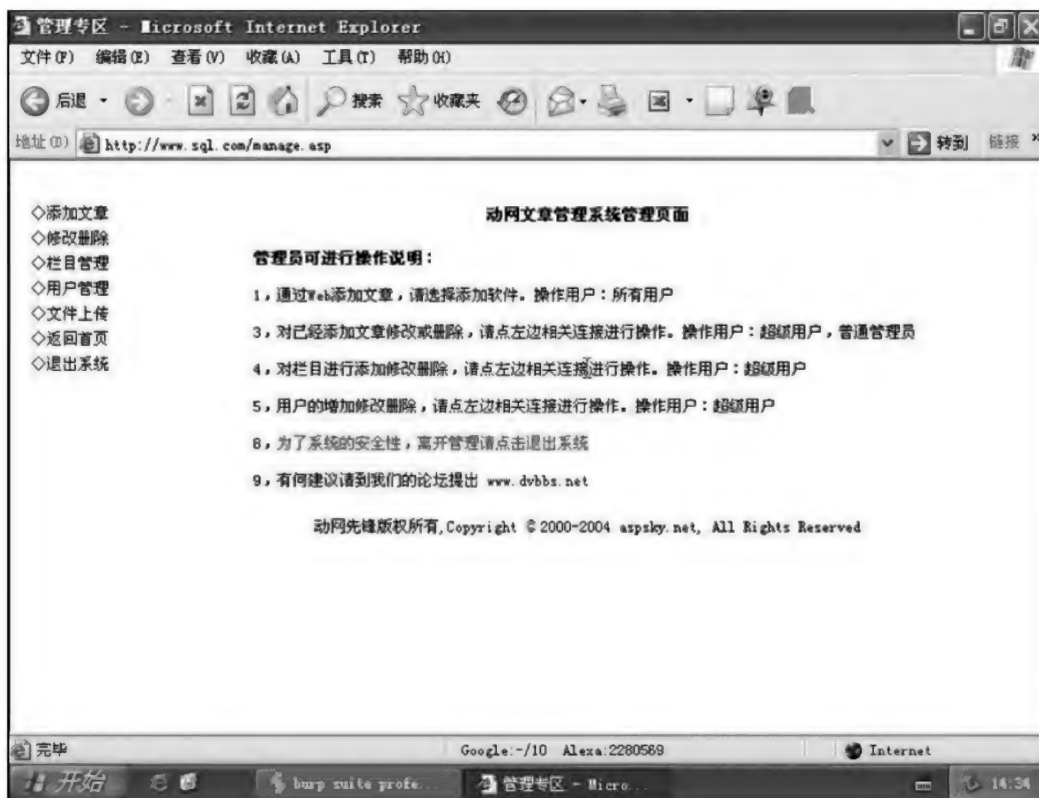 管理专区 - Microsoft Internet Explorer
文件(F) 编辑(E) 查看(V) 收藏(A) 工具(T) 帮助(H)
后退 搜索 收藏夹
地址(D) http://www.sql.com/manage.asp 转到 链接 »
◇添加文章
◇修改删除
◇栏目管理
◇用户管理
◇文件上传
◇返回首页
◇退出系统
动网文章管理系统管理页面
管理员可进行操作说明：
1，通过Web添加文章，请选择添加软件。操作用户：所有用户
3，对已经添加文章修改或删除，请点左边相关连接进行操作。操作用户：超级用户，普通管理员
4，对栏目进行添加修改删除，请点左边相关连接进行操作。操作用户：超级用户
5，用户的增加修改删除，请点左边相关连接进行操作。操作用户：超级用户
8，为了系统的安全性，离开管理请点击退出系统
9，有何建议请到我们的论坛提出 www.dvbbs.net
动网先锋版权所有,Copyright © 2000-2004 aspsky.net, All Rights Reserved
完毕 Google:-/10 Alexa:2280569 Internet
开始 burp suite profe... 管理专区 - Micro... 14:34